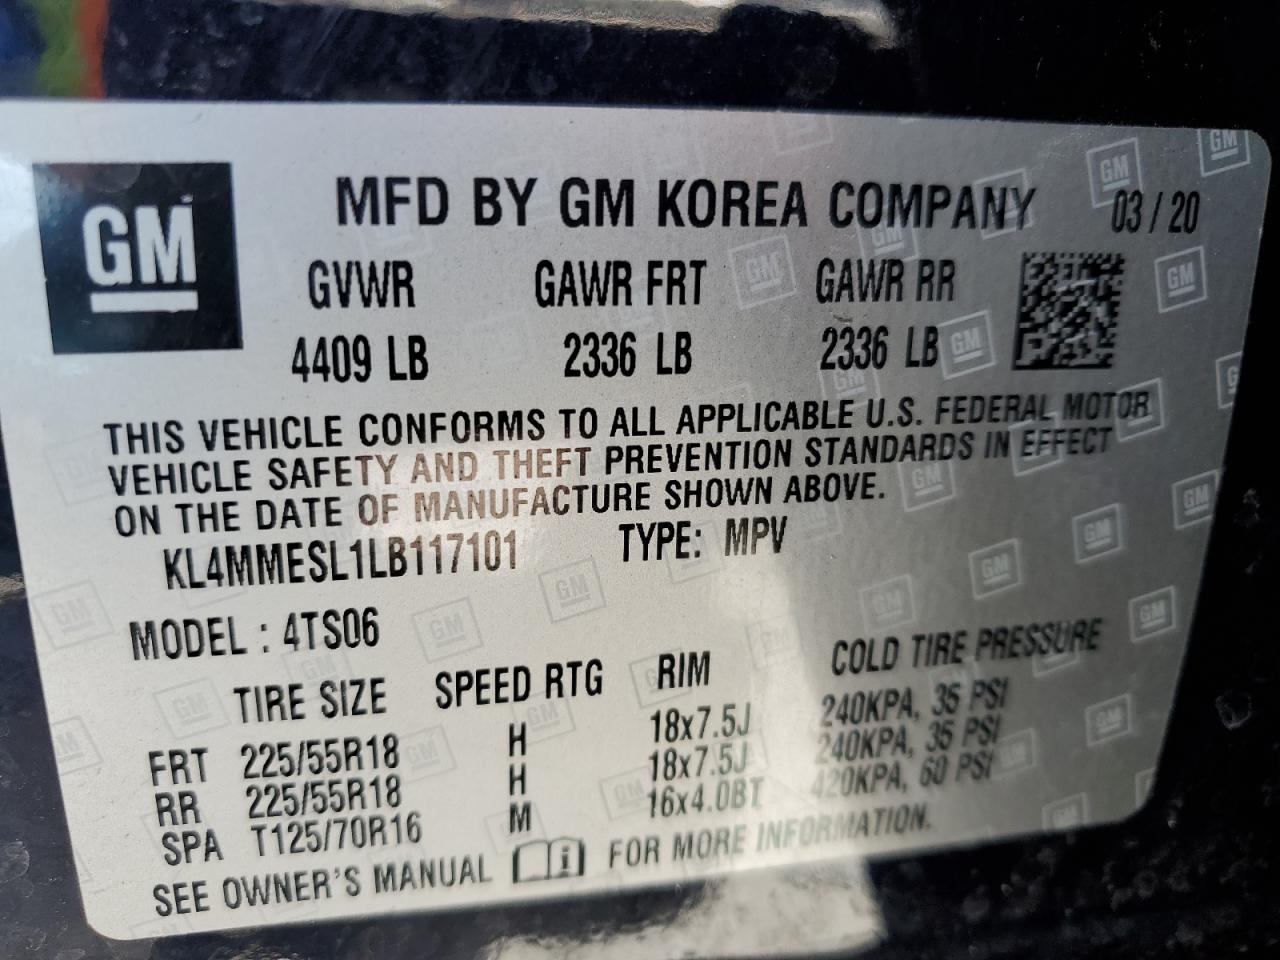 GM MFD BY GM KOREA COMPANY 03/20
GVWR GAWR FRT GAWR RR
4409 LB 2336 LB 2336 LB
THIS VEHICLE CONFORMS TO ALL APPLICABLE U.S. FEDERAL MOTOR
VEHICLE SAFETY AND THEFT PREVENTION STANDARDS IN EFFECT
ON THE DATE OF MANUFACTURE SHOWN ABOVE.
KL4MMESL1LB117101 TYPE: MPV
MODEL : 4TS06
TIRE SIZE SPEED RTG RIM COLD TIRE PRESSURE
FRT 225/55R18 H 18x7.5J 240KPA, 35 PSI
RR 225/55R18 H 18x7.5J 240KPA, 35 PSI
SPA T125/70R16 M 16x4.0BT 420KPA, 60 PSI
SEE OWNER'S MANUAL FOR MORE INFORMATION.